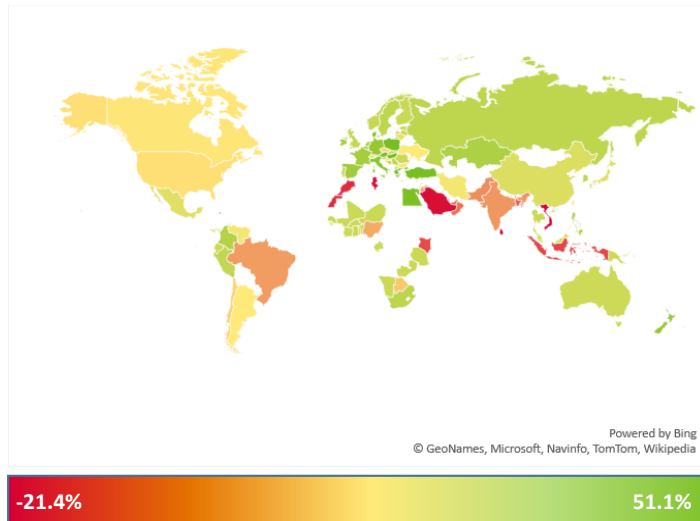 Powered by Bing
© GeoNames, Microsoft, Navinfo, TomTom, Wikipedia
-21.4% 51.1%